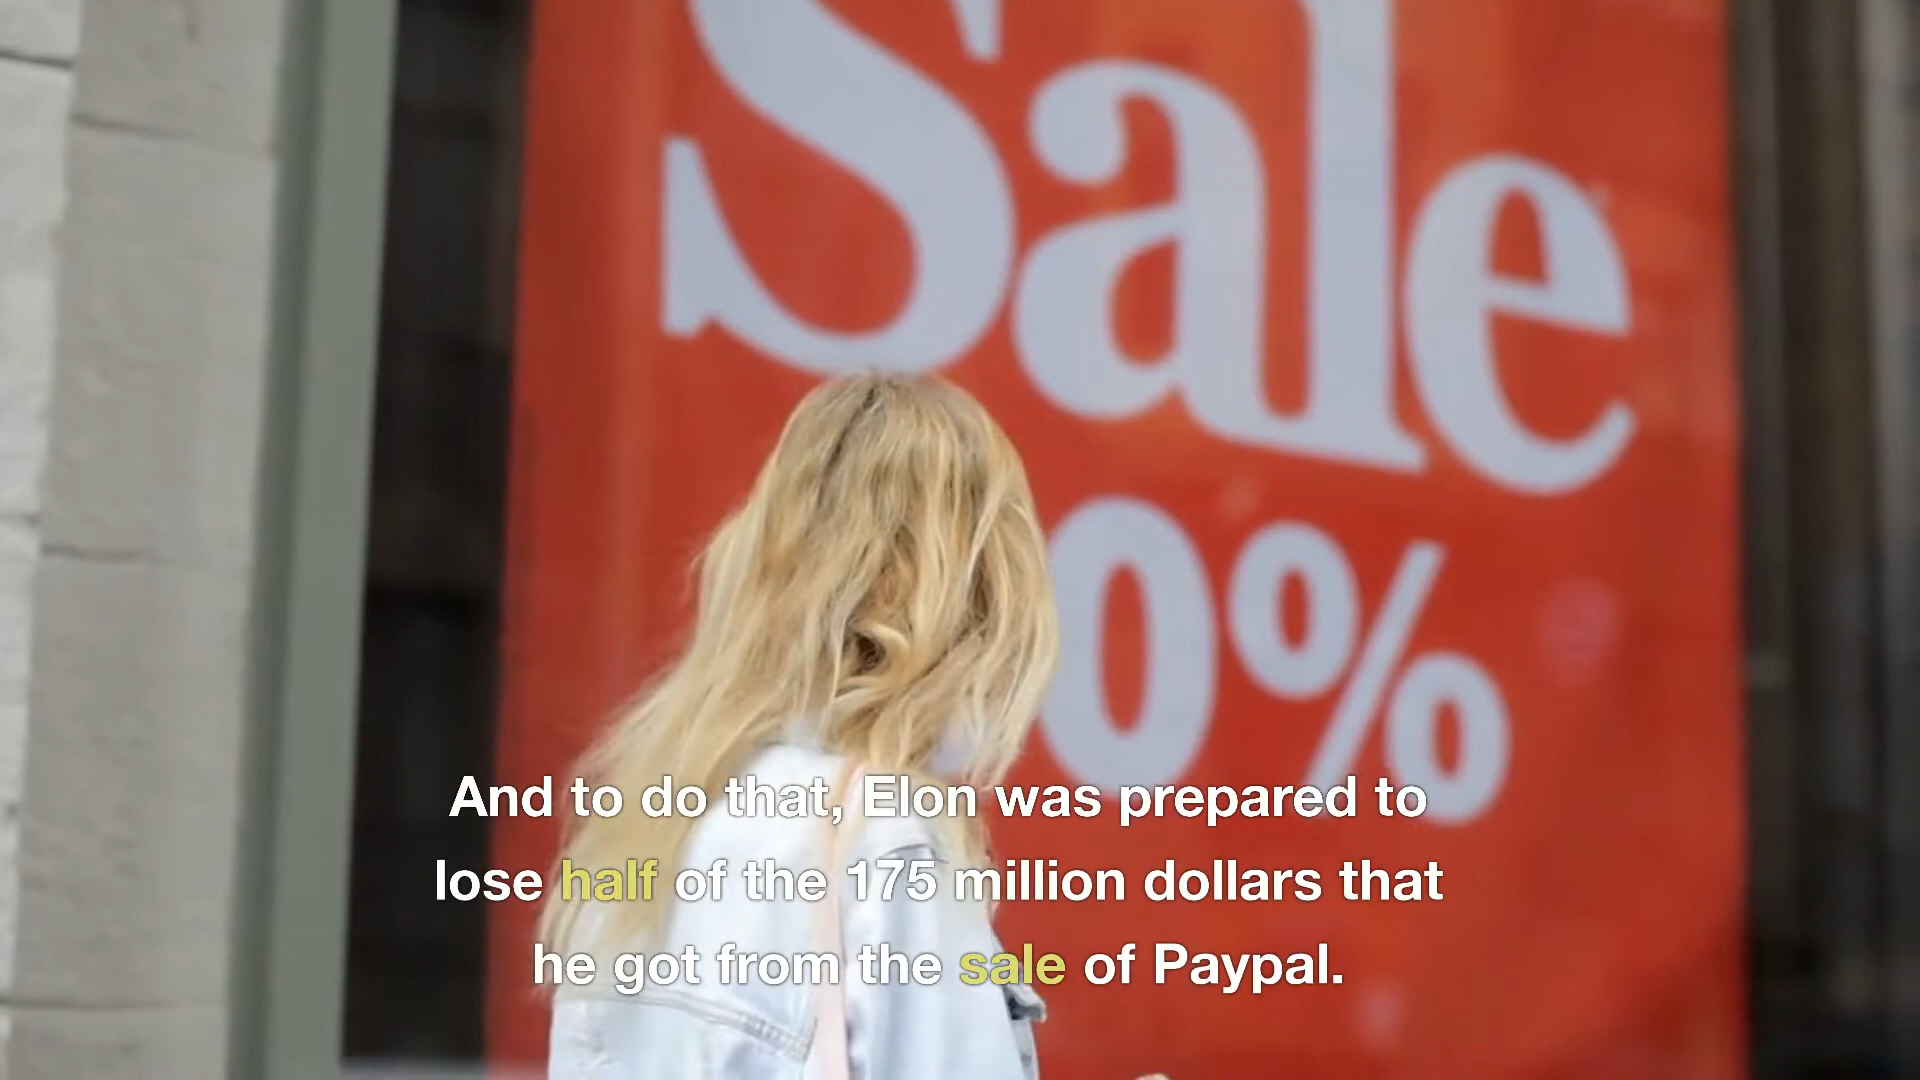 Sale
0%
And to do that, Elon was prepared to
lose half of the 175 million dollars that
he got from the sale of Paypal.